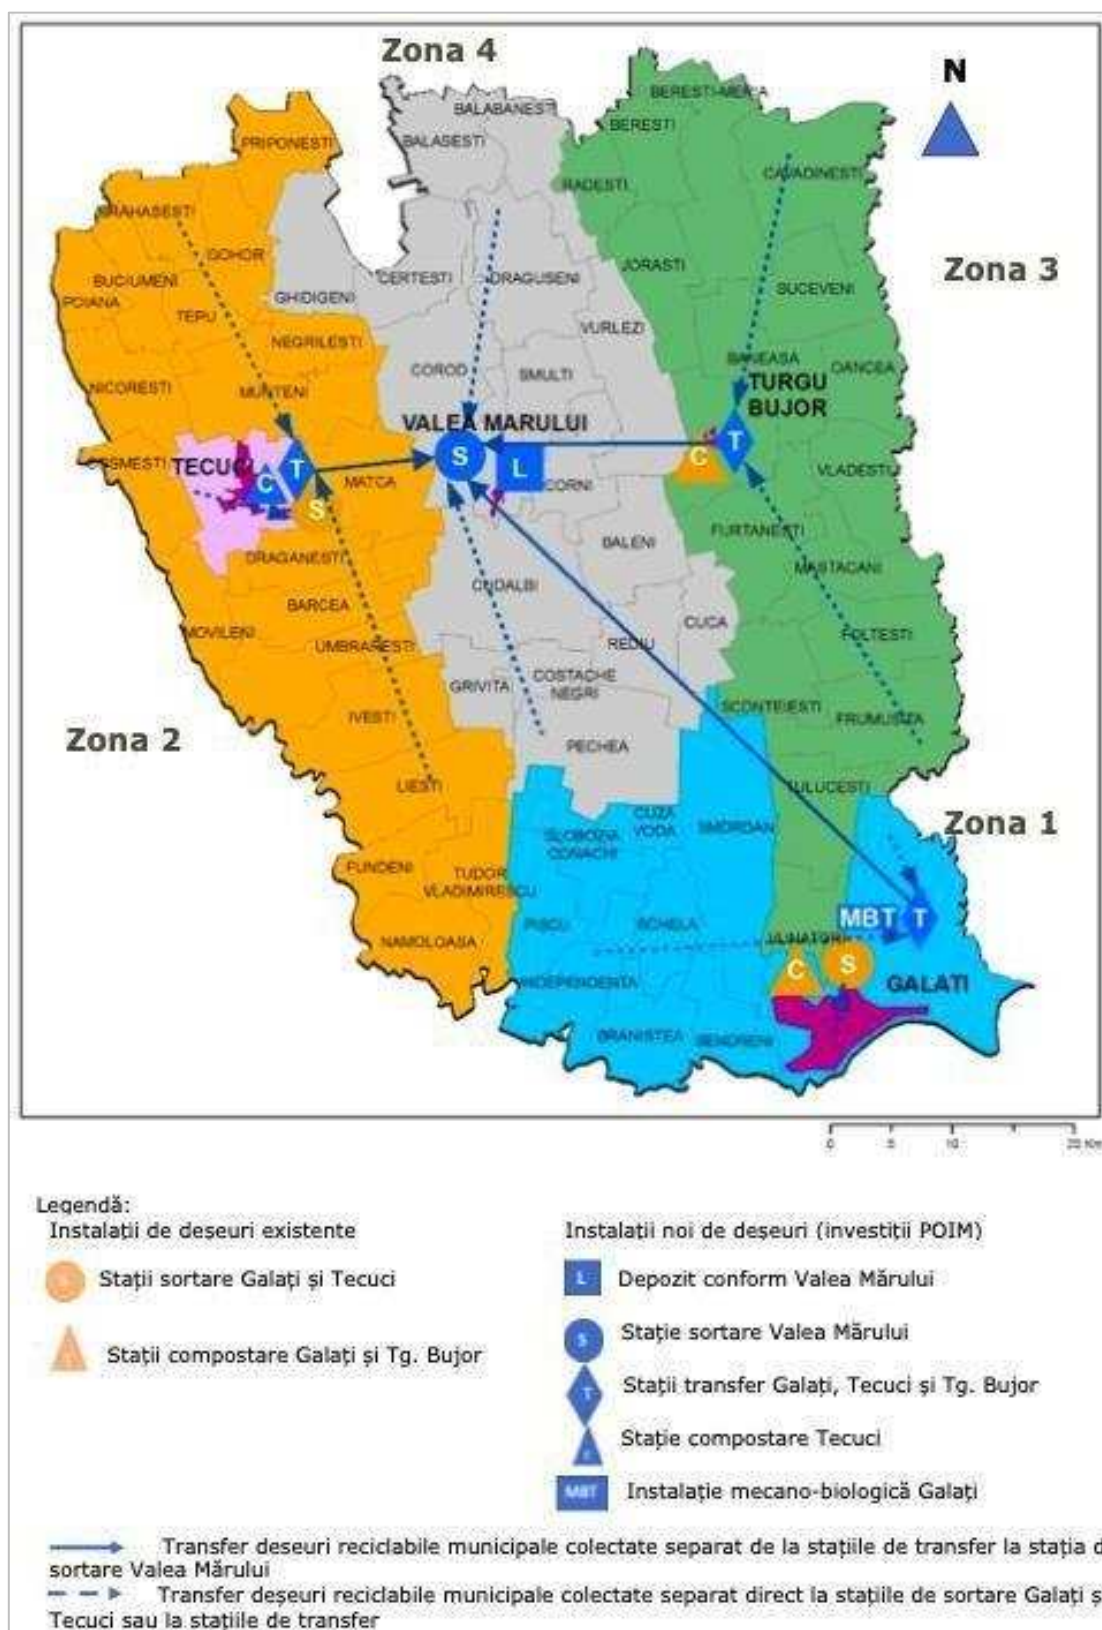 Zona 4
N
BERESTI-MERIA
BALABANESTI
BERESTI
PRIPONESTI
BALASESTI
CAVADINESTI
RADESTI
BRAHASESTI
GOHOR
JORASTI
Zona 3
BUCIUMENI
CERTESTI
DRAGUSENI
SUCEVENI
POIANA
GHIDIGENI
TEPU
VURLEZI
NEGRILESTI
BANEASA
OANCEA
COROD
SMULTI
NICORESTI
MUNTENI
TURGU
BUJOR
VALEA MARULUI
T
S
C
COSMESTI
TECUCI
T
C
L
VLADESTI
MATCA
CORNI
S
FURTANESTI
BALENI
DRAGANESTI
MASTACANI
CUDALBI
BARCEA
CUCA
MOVILENI
UMBRARESTI
REDIU
FOLTESTI
GRIVITA
COSTACHE
NEGRI
SCONTEIESTI
IVESTI
FRUMUSITA
Zona 2
PECHEA
LIESTI
TULUCESTI
CUZA
VODA
SMORDAN
Zona 1
SLOBOZIA
CONACHI
FUNDENI
TUDOR
VLADIMIRESCU
PISCU
SCHELA
MBT
T
NAMOLOASA
C
S
INDEPENDENTA
GALATI
BRANISTEA
SENDRENI
0 5 10 20 Km
Legendă:
Instalații de deșeuri existente
Instalații noi de deșeuri (investiții POIM)
S Stații sortare Galați și Tecuci
L Depozit conform Valea Mărului
S Stație sortare Valea Mărului
Stații compostare Galați și Tg. Bujor
T Stații transfer Galați, Tecuci și Tg. Bujor
Stație compostare Tecuci
MBT Instalație mecano-biologică Galați
Transfer deseuri reciclabile municipale colectate separat de la stațiile de transfer la stația d
sortare Valea Mărului
Transfer deșeuri reciclabile municipale colectate separat direct la stațiile de sortare Galați ș
Tecuci sau la stațiile de transfer